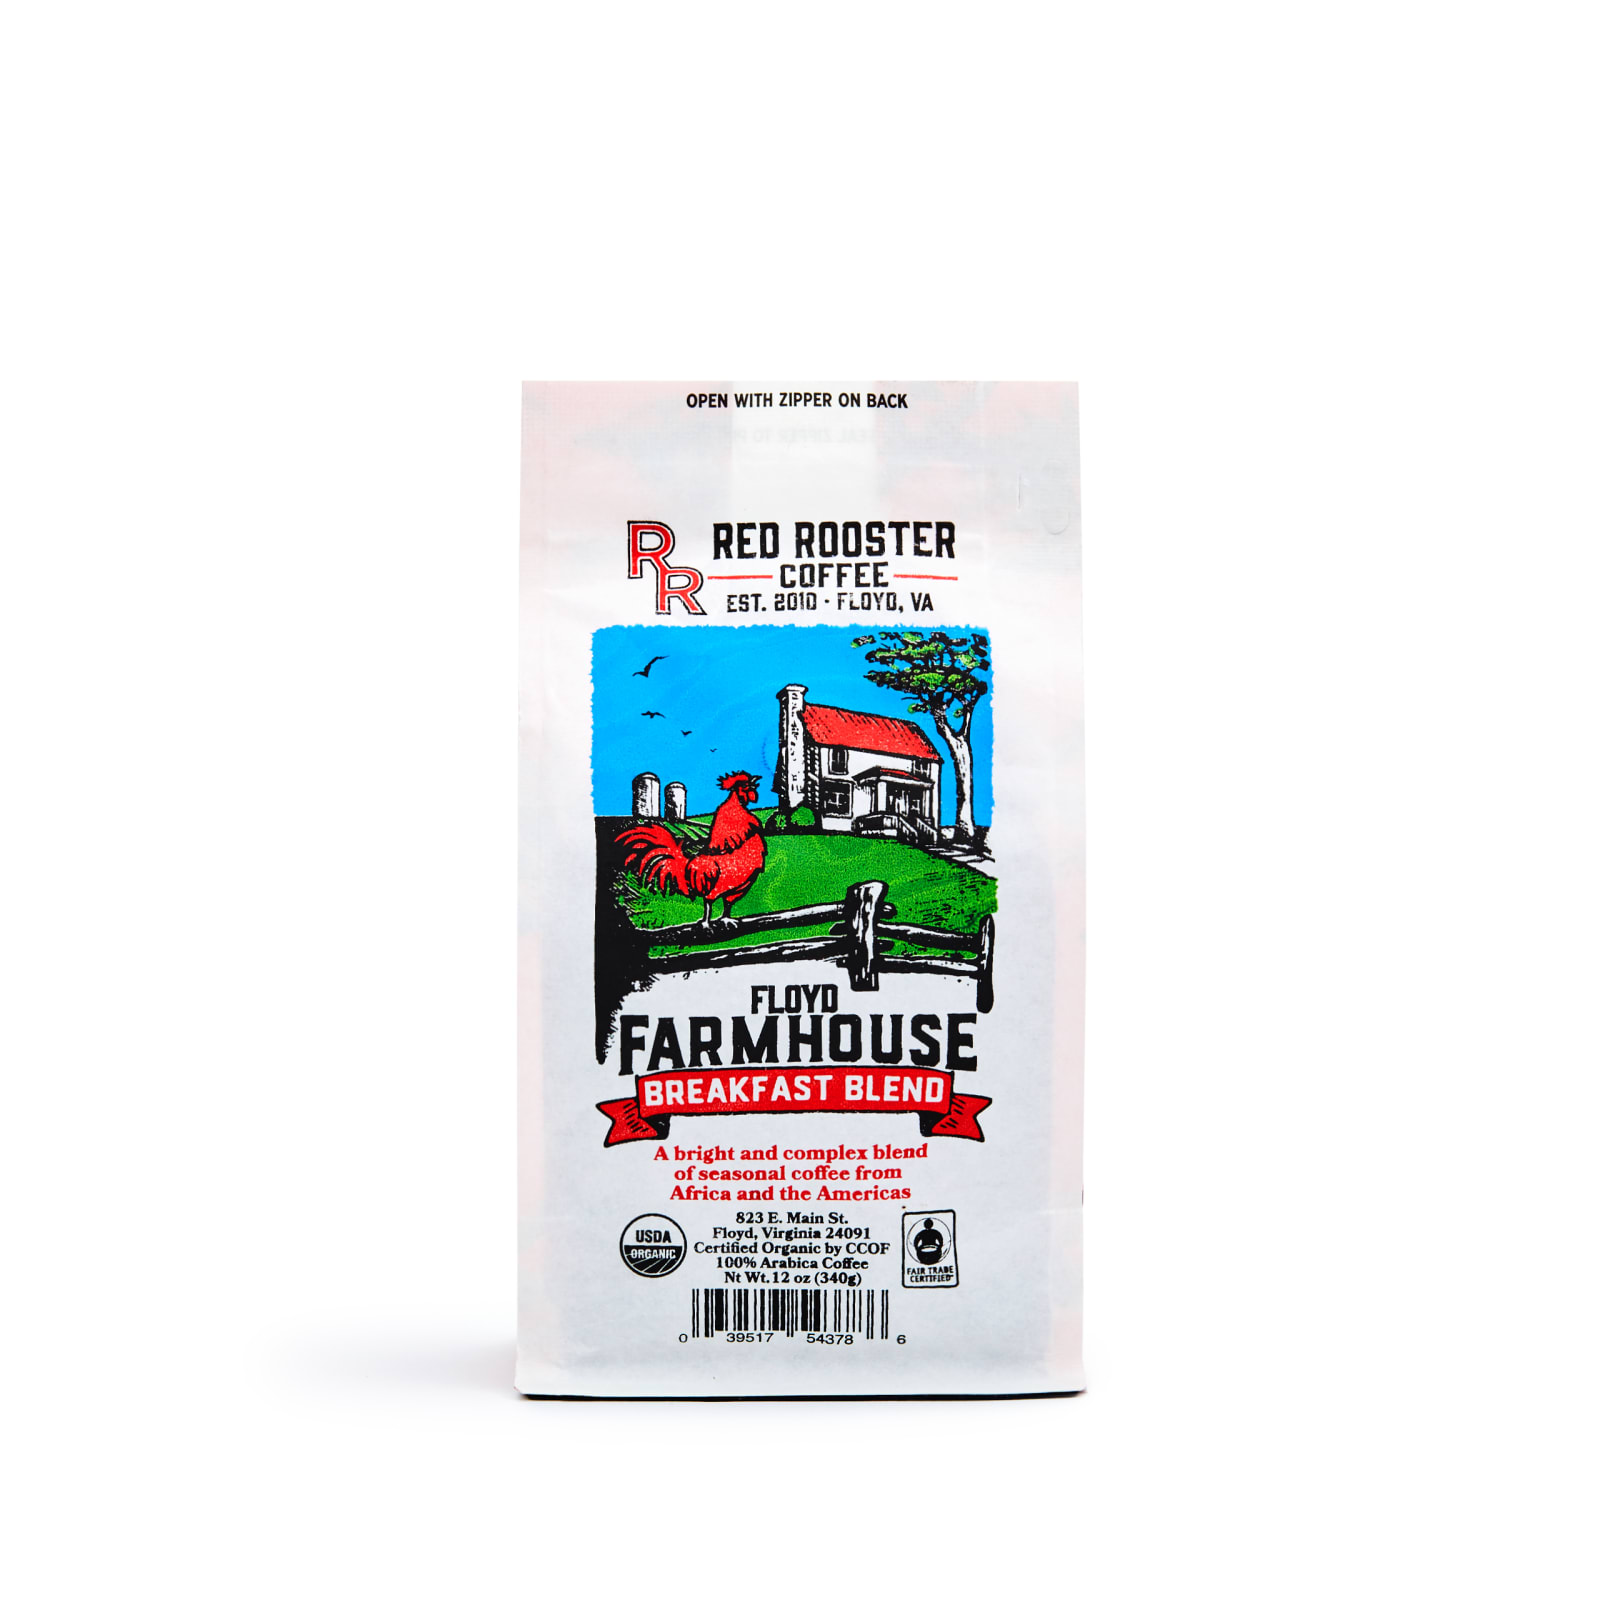 OPEN WITH ZIPPER ON BACK
RR
RED ROOSTER
COFFEE
EST. 2010 · FLOYD, VA
FLOYD
FARMHOUSE
BREAKFAST BLEND
A bright and complex blend
of seasonal coffee from
Africa and the Americas
823 E. Main St.
Floyd, Virginia 24091
Certified Organic by CCOF
100% Arabica Coffee
Nt Wt. 12 oz (340g)
USDA
ORGANIC
FAIR TRADE
CERTIFIED
0 39517 54378 6